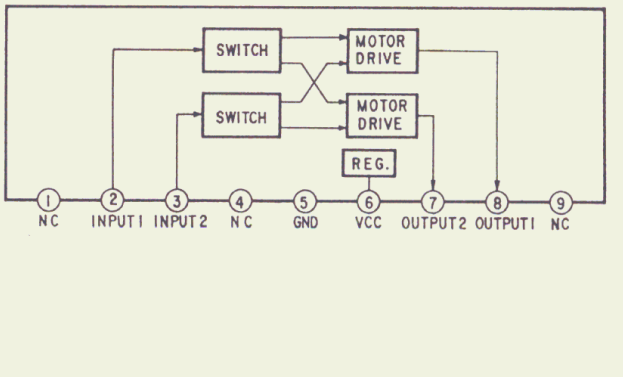 SWITCH
MOTOR
DRIVE
SWITCH
MOTOR
DRIVE
REG.
1 2 3 4 5 6 7 8 9
NC INPUT1 INPUT2 NC GND VCC OUTPUT2 OUTPUT1 NC